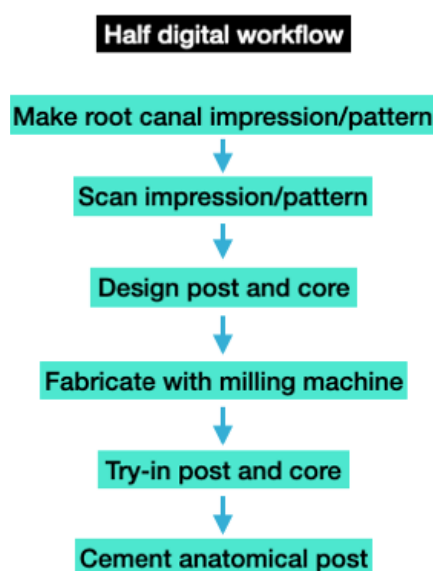 Half digital workflow
Make root canal impression/pattern
Scan impression/pattern
Design post and core
Fabricate with milling machine
Try-in post and core
Cement anatomical post